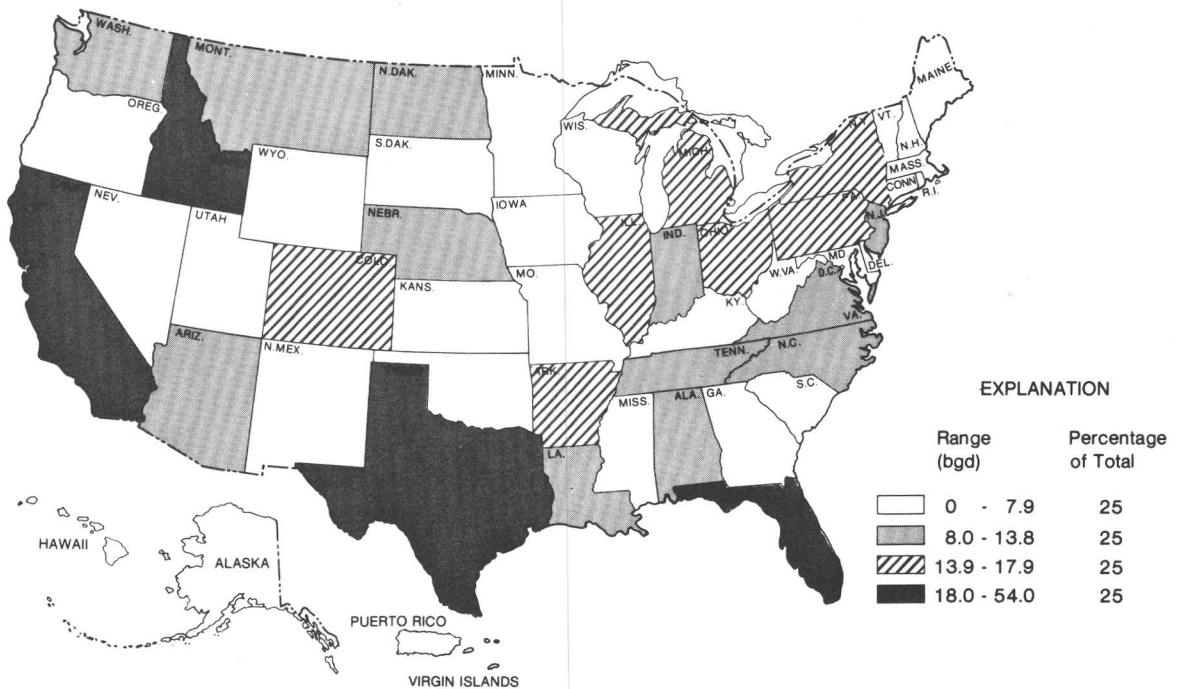 WASH.
MONT.
N.DAK.
MINN.
MAINE
OREG.
WIS.
VT.
N.Y.
N.H.
S.DAK.
MICH.
MASS.
WYO.
CONN
R.I.
NEV.
IOWA
PA.
UTAH
NEBR.
ILL.
IND.
OHIO
N.J.
COLO.
MO.
MD
DEL.
W.VA.
D.C.
KANS.
KY.
VA.
ARIZ.
N.MEX.
TENN.
N.C.
ARK.
S.C.
MISS.
ALA.
GA.
LA.
EXPLANATION
Range Percentage
(bgd) of Total
0 - 7.9 25
8.0 - 13.8 25
13.9 - 17.9 25
18.0 - 54.0 25
HAWAII
ALASKA
PUERTO RICO
VIRGIN ISLANDS